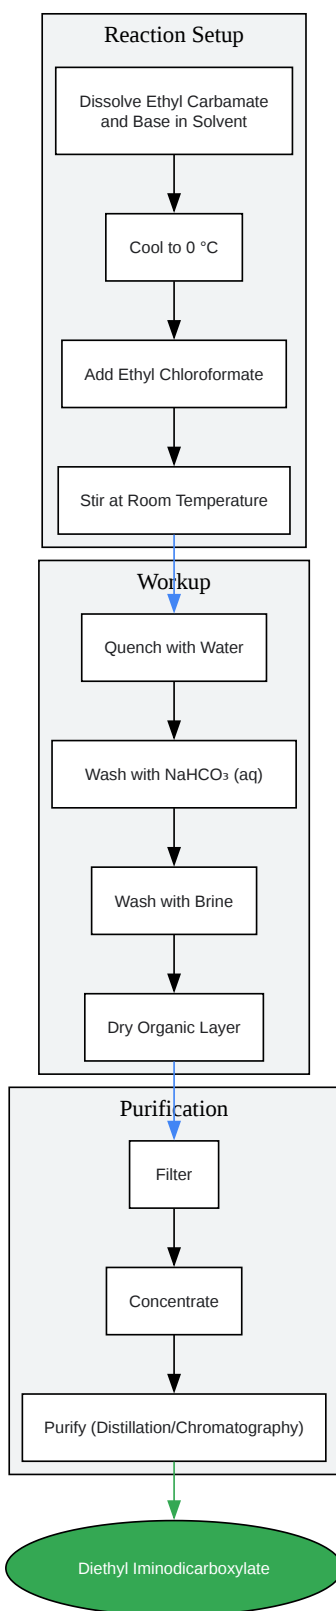 Reaction Setup
Dissolve Ethyl Carbamate
and Base in Solvent
Cool to 0 °C
Add Ethyl Chloroformate
Stir at Room Temperature
Workup
Quench with Water
Wash with NaHCO₃ (aq)
Wash with Brine
Dry Organic Layer
Purification
Filter
Concentrate
Purify (Distillation/Chromatography)
Diethyl Iminodicarboxylate